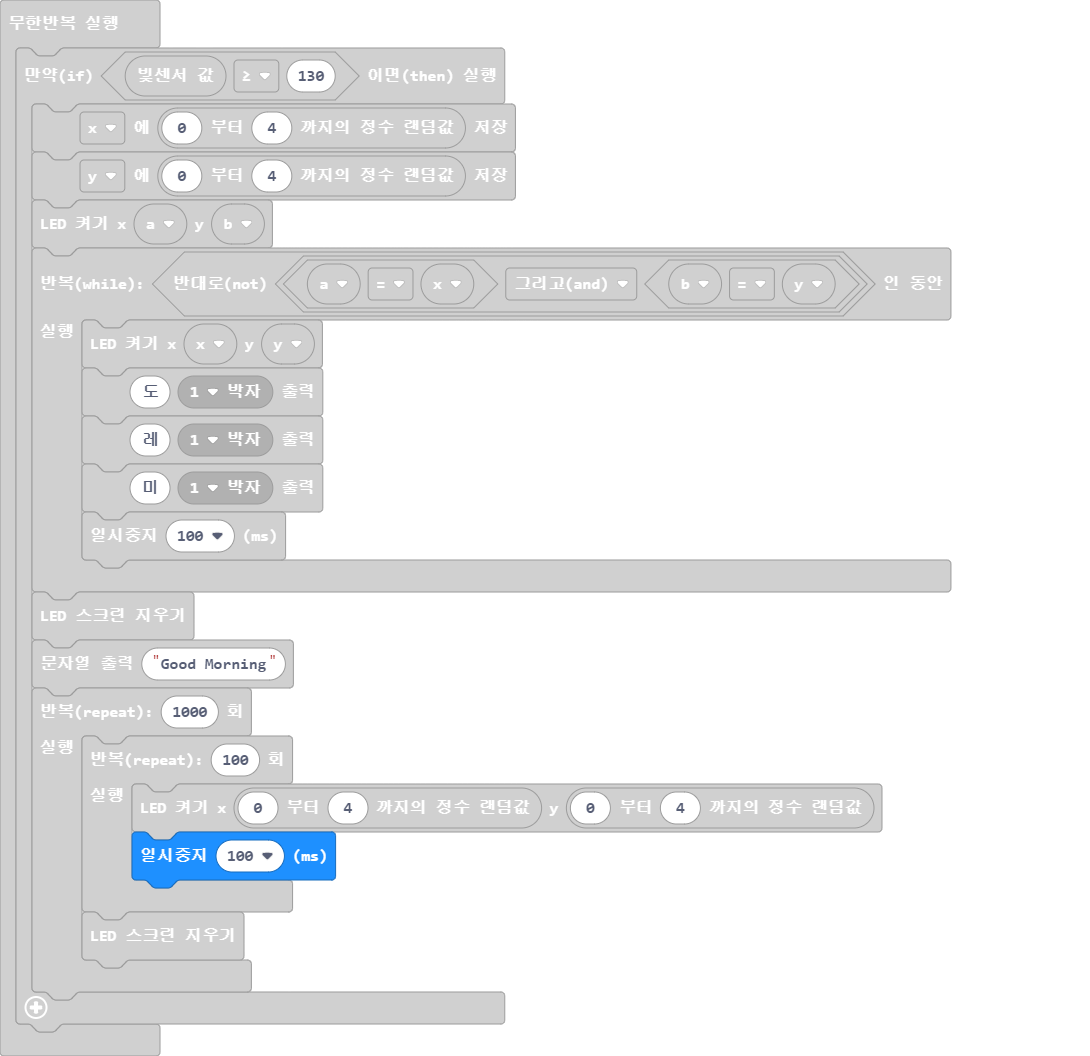 무한반복 실행
만약(if) 빛센서 값 ≥ 130 이면(then) 실행
x 에 0 부터 4 까지의 정수 랜덤값 저장
y 에 0 부터 4 까지의 정수 랜덤값 저장
LED 켜기 x a y b
반복(while): 반대로(not) a = x 그리고(and) b = y 인 동안
실행 LED 켜기 x x y y
도 1 박자 출력
레 1 박자 출력
미 1 박자 출력
일시중지 100 (ms)
LED 스크린 지우기
문자열 출력 "Good Morning"
반복(repeat): 1000 회
실행 반복(repeat): 100 회
실행 LED 켜기 x 0 부터 4 까지의 정수 랜덤값 y 0 부터 4 까지의 정수 랜덤값
일시중지 100 (ms)
LED 스크린 지우기